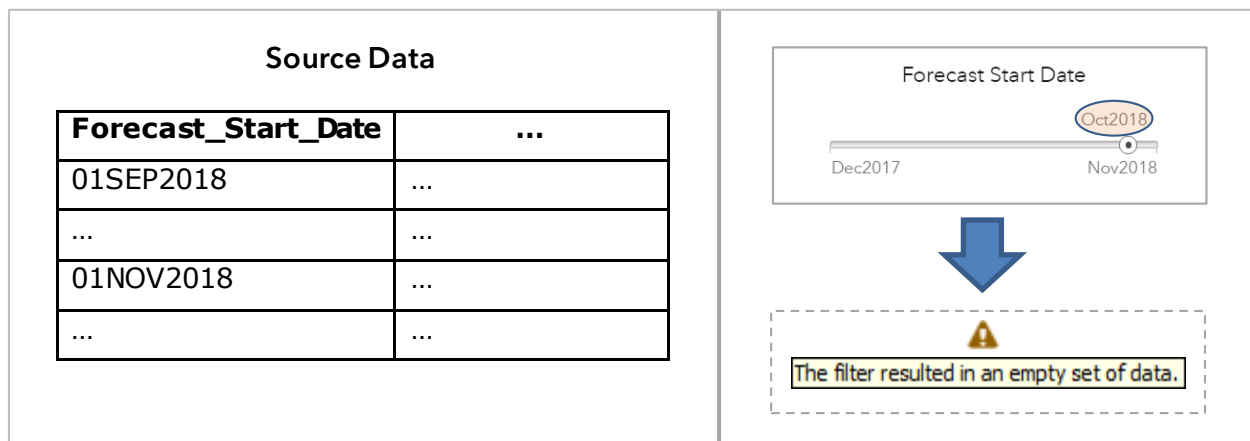 Source Data
Forecast_Start_Date ...
01SEP2018 ...
... ...
01NOV2018 ...
... ...
Forecast Start Date
Oct2018
Dec2017 Nov2018
The filter resulted in an empty set of data.